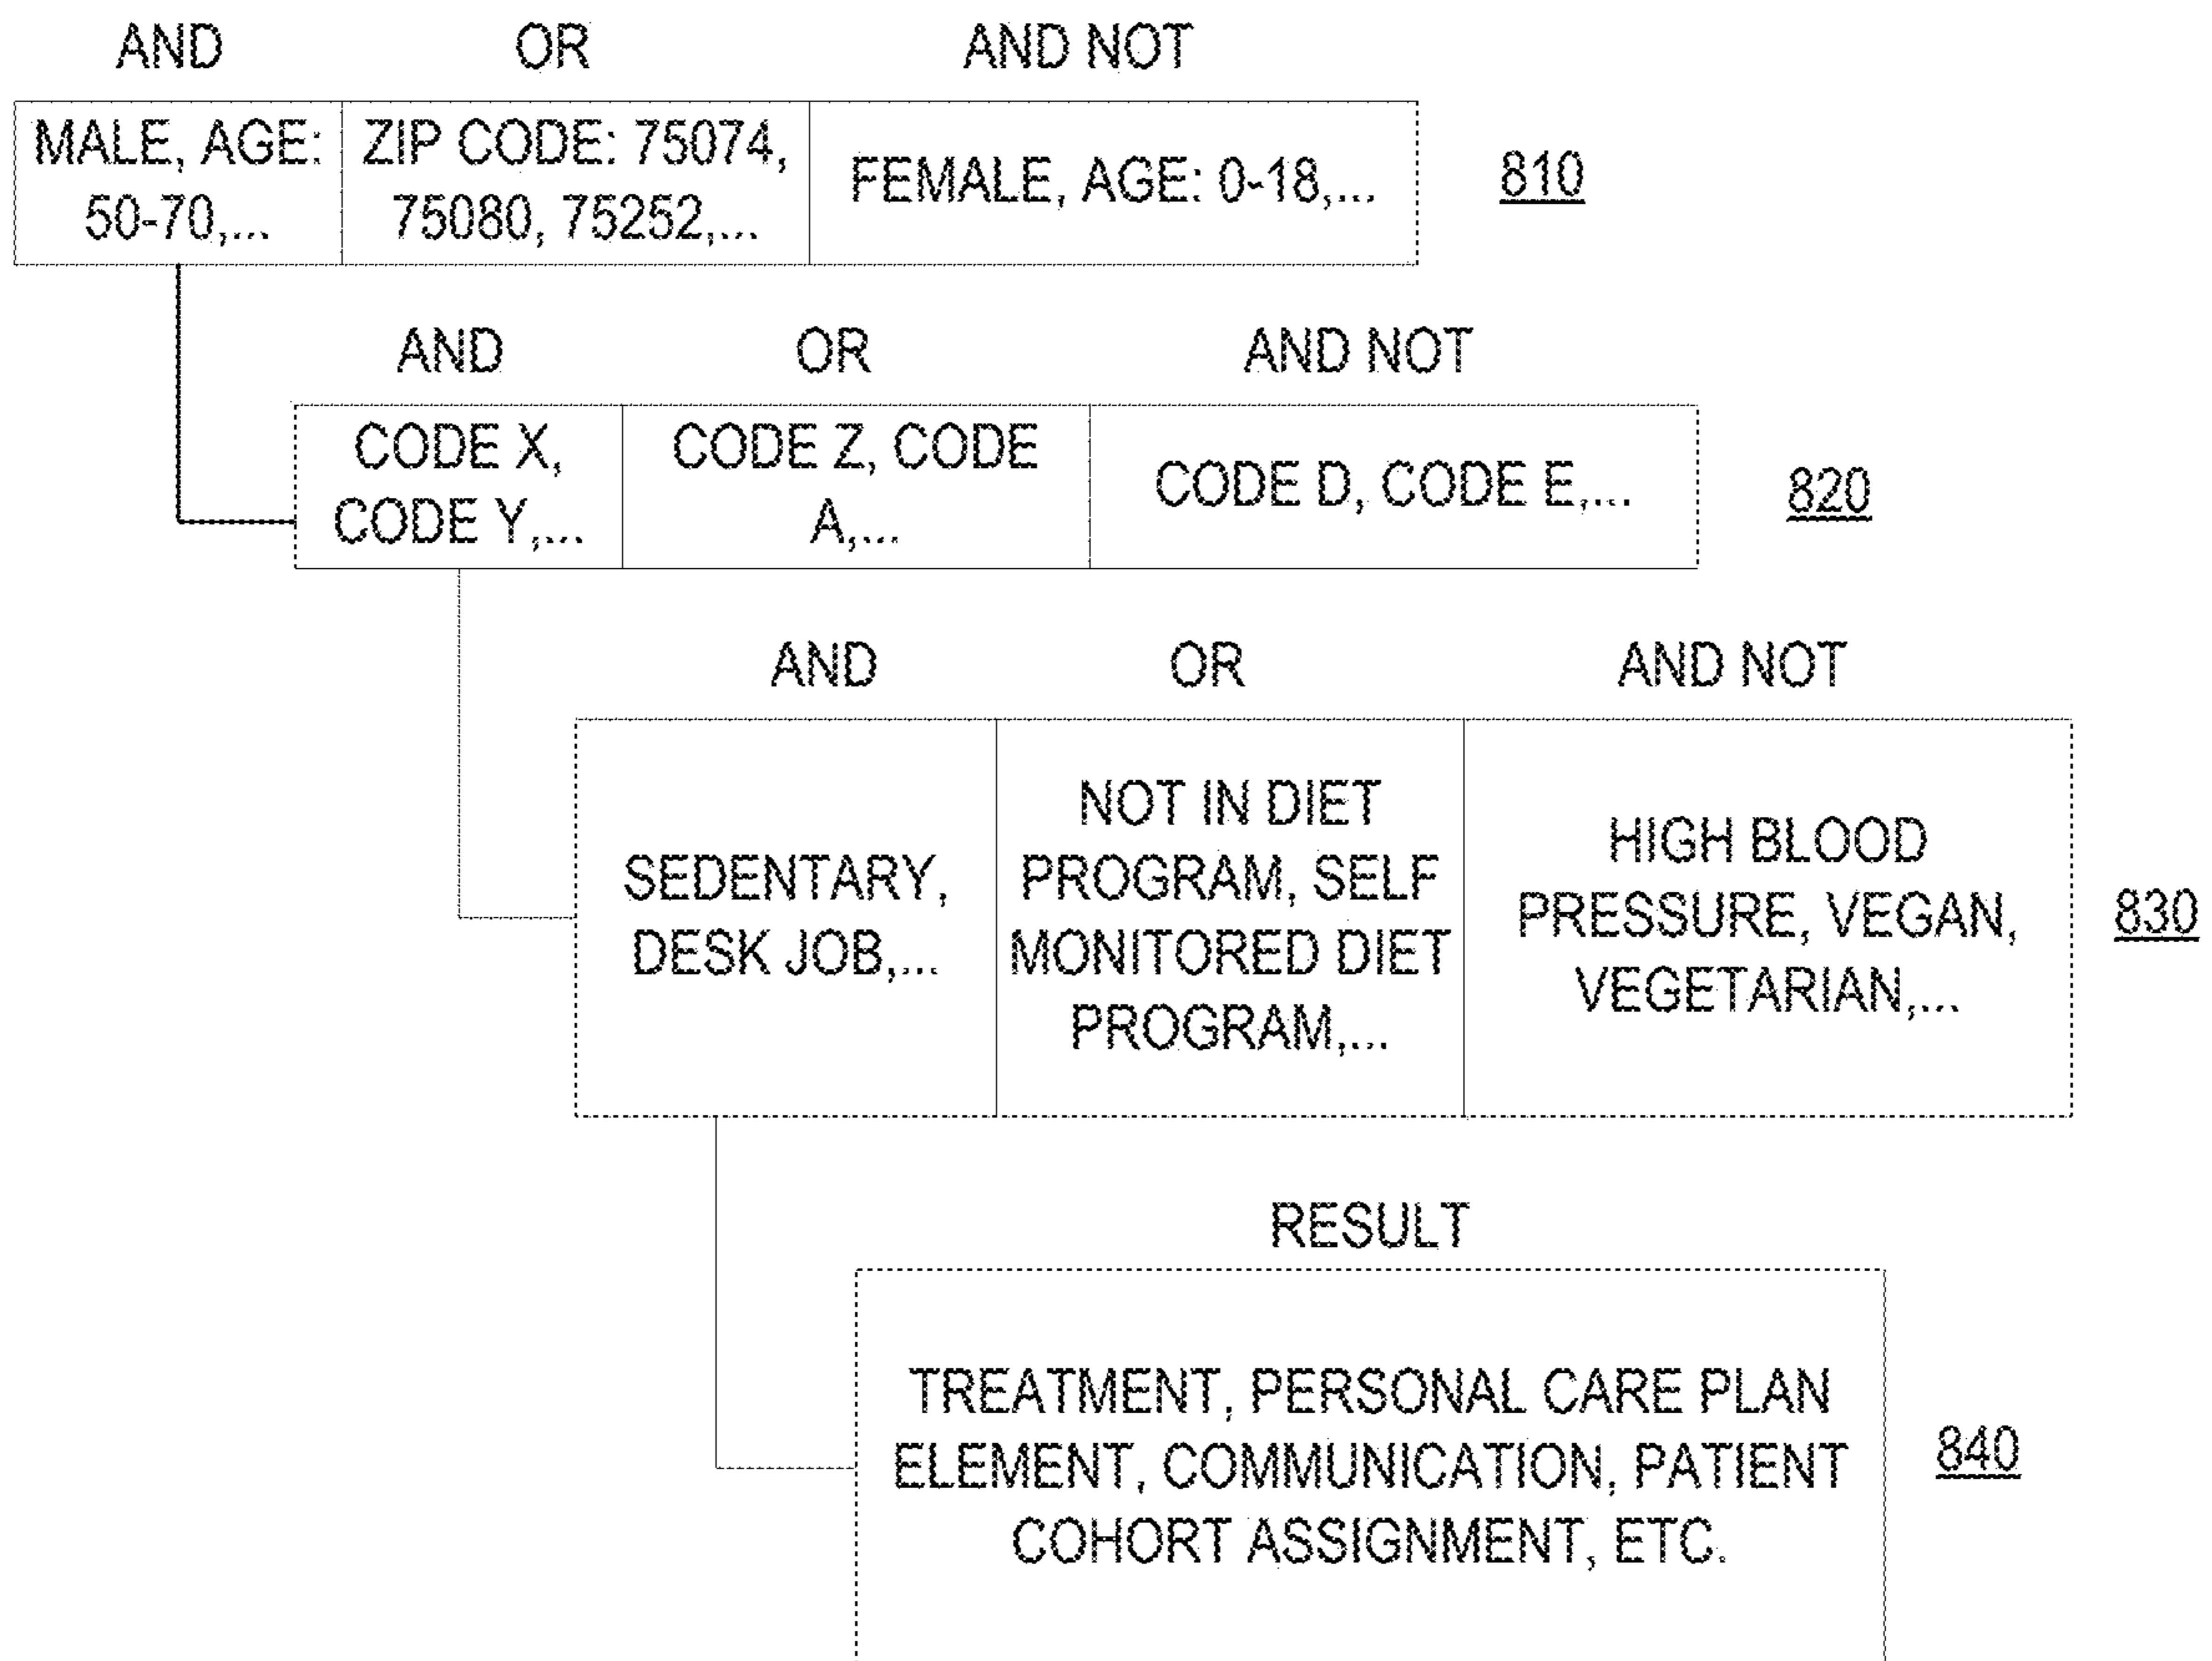 AND OR AND NOT
MALE, AGE: ZIP CODE: 75074,
50-70,... 75080, 75252,...
FEMALE, AGE: 0-18,...
810
AND OR AND NOT
CODE X, CODE Z, CODE
CODE Y,... A,...
CODE D, CODE E,...
820
AND OR AND NOT
SEDENTARY,
DESK JOB,...
NOT IN DIET
PROGRAM, SELF
MONITORED DIET
PROGRAM,...
HIGH BLOOD
PRESSURE, VEGAN,
VEGETARIAN,...
830
RESULT
TREATMENT, PERSONAL CARE PLAN
ELEMENT, COMMUNICATION, PATIENT
COHORT ASSIGNMENT, ETC.
840